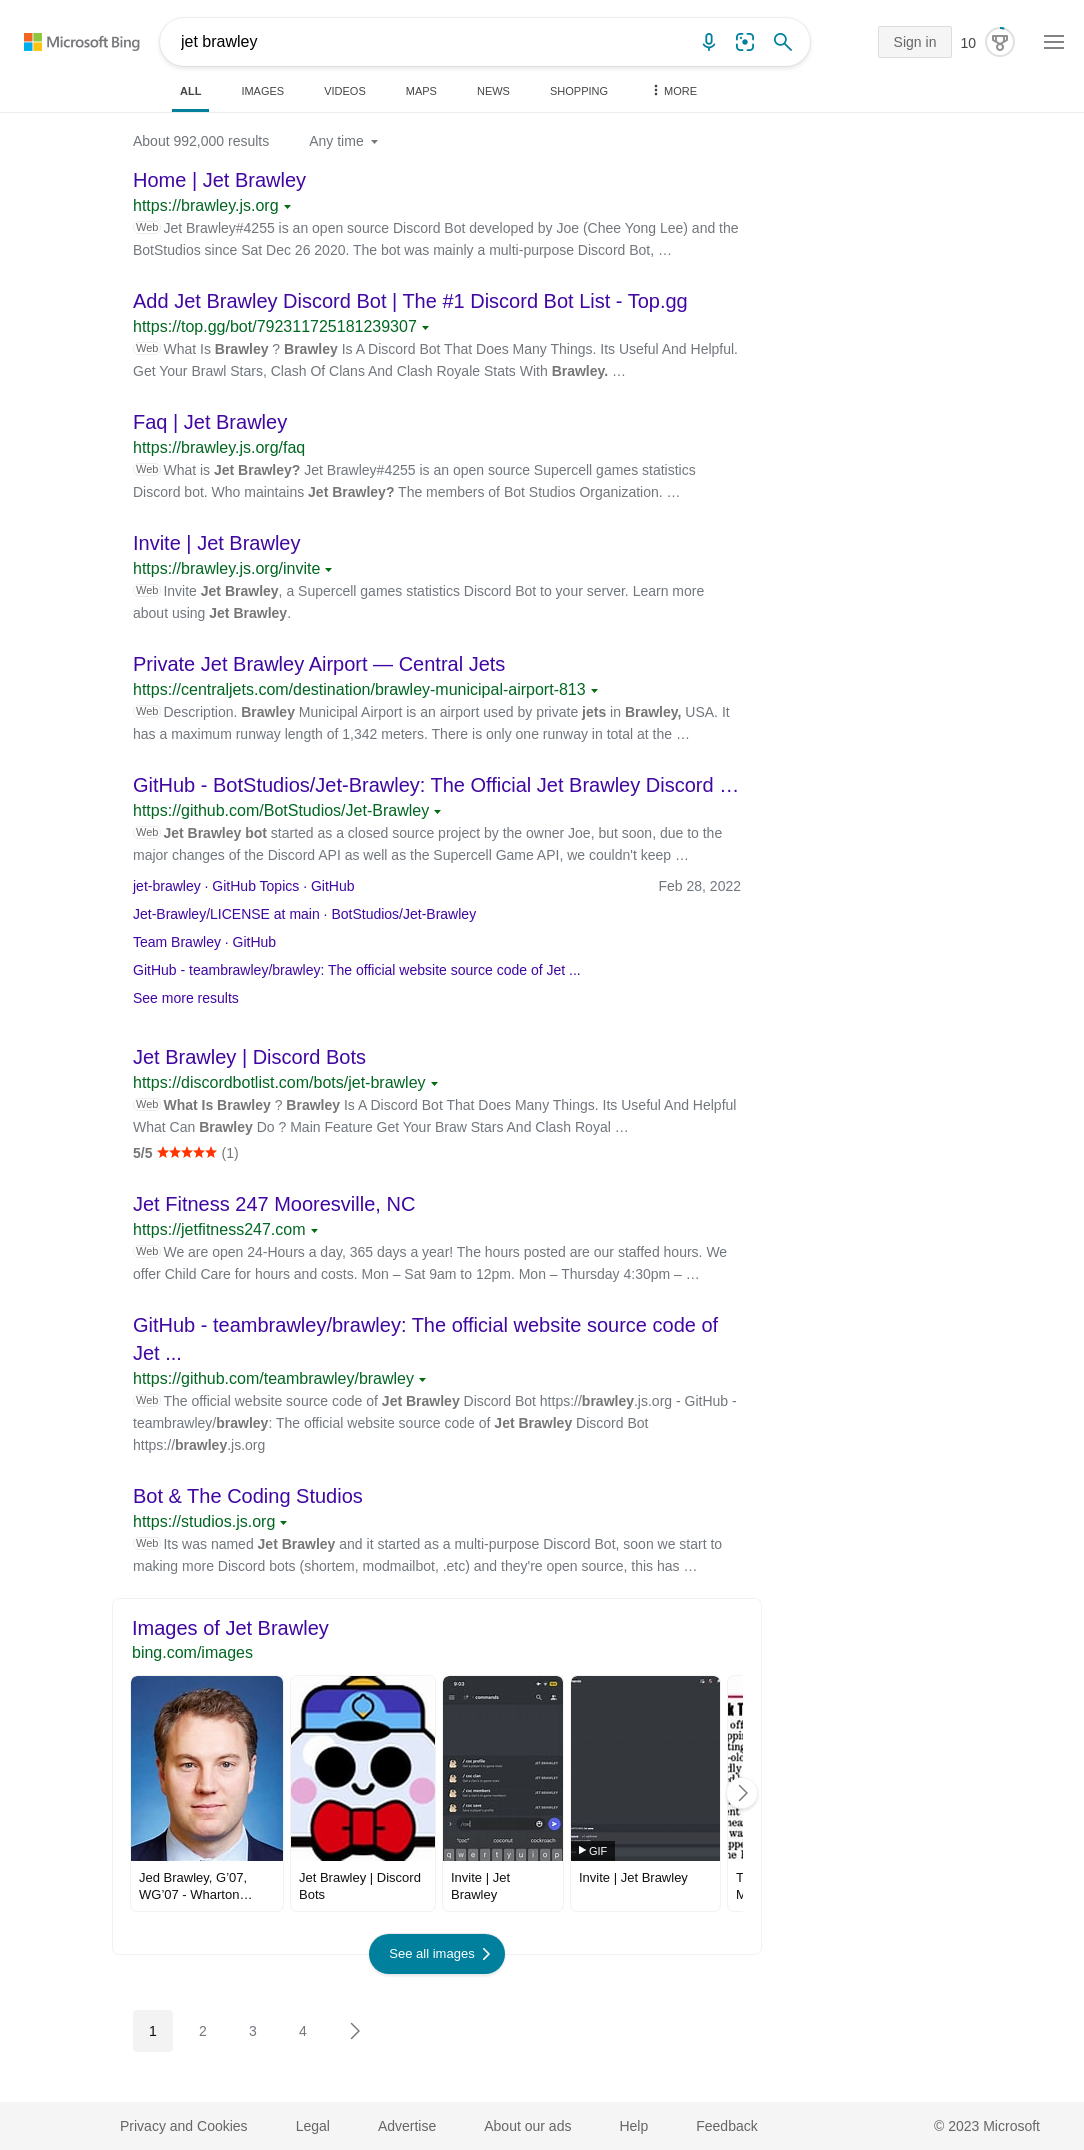 Microsoft Bing
jet brawley
Sign in
10
ALL
IMAGES
VIDEOS
MAPS
NEWS
SHOPPING
MORE
About 992,000 results
Any time
Home | Jet Brawley
https://brawley.js.org
Web Jet Brawley#4255 is an open source Discord Bot developed by Joe (Chee Yong Lee) and the
BotStudios since Sat Dec 26 2020. The bot was mainly a multi-purpose Discord Bot, …
Add Jet Brawley Discord Bot | The #1 Discord Bot List - Top.gg
https://top.gg/bot/792311725181239307
Web What Is Brawley ? Brawley Is A Discord Bot That Does Many Things. Its Useful And Helpful.
Get Your Brawl Stars, Clash Of Clans And Clash Royale Stats With Brawley. …
Faq | Jet Brawley
https://brawley.js.org/faq
Web What is Jet Brawley? Jet Brawley#4255 is an open source Supercell games statistics
Discord bot. Who maintains Jet Brawley? The members of Bot Studios Organization. …
Invite | Jet Brawley
https://brawley.js.org/invite
Web Invite Jet Brawley, a Supercell games statistics Discord Bot to your server. Learn more
about using Jet Brawley.
Private Jet Brawley Airport — Central Jets
https://centraljets.com/destination/brawley-municipal-airport-813
Web Description. Brawley Municipal Airport is an airport used by private jets in Brawley, USA. It
has a maximum runway length of 1,342 meters. There is only one runway in total at the …
GitHub - BotStudios/Jet-Brawley: The Official Jet Brawley Discord …
https://github.com/BotStudios/Jet-Brawley
Web Jet Brawley bot started as a closed source project by the owner Joe, but soon, due to the
major changes of the Discord API as well as the Supercell Game API, we couldn't keep …
jet-brawley · GitHub Topics · GitHub
Feb 28, 2022
Jet-Brawley/LICENSE at main · BotStudios/Jet-Brawley
Team Brawley · GitHub
GitHub - teambrawley/brawley: The official website source code of Jet ...
See more results
Jet Brawley | Discord Bots
https://discordbotlist.com/bots/jet-brawley
Web What Is Brawley ? Brawley Is A Discord Bot That Does Many Things. Its Useful And Helpful
What Can Brawley Do ? Main Feature Get Your Braw Stars And Clash Royal …
5/5 ★★★★★ (1)
Jet Fitness 247 Mooresville, NC
https://jetfitness247.com
Web We are open 24-Hours a day, 365 days a year! The hours posted are our staffed hours. We
offer Child Care for hours and costs. Mon – Sat 9am to 12pm. Mon – Thursday 4:30pm – …
GitHub - teambrawley/brawley: The official website source code of
Jet ...
https://github.com/teambrawley/brawley
Web The official website source code of Jet Brawley Discord Bot https://brawley.js.org - GitHub -
teambrawley/brawley: The official website source code of Jet Brawley Discord Bot
https://brawley.js.org
Bot & The Coding Studios
https://studios.js.org
Web Its was named Jet Brawley and it started as a multi-purpose Discord Bot, soon we start to
making more Discord bots (shortem, modmailbot, .etc) and they're open source, this has …
Images of Jet Brawley
bing.com/images
9:03
commands
/ coc profile
JET BRAWLEY
/ coc clan
JET BRAWLEY
/ coc members
JET BRAWLEY
/ coc save
JET BRAWLEY
"coc"
coconut
cockroach
q w e r t y u i o p
GIF
Jed Brawley, G'07,
WG'07 - Wharton…
Jet Brawley | Discord
Bots
Invite | Jet
Brawley
Invite | Jet Brawley
See all images
1
2
3
4
Privacy and Cookies
Legal
Advertise
About our ads
Help
Feedback
© 2023 Microsoft